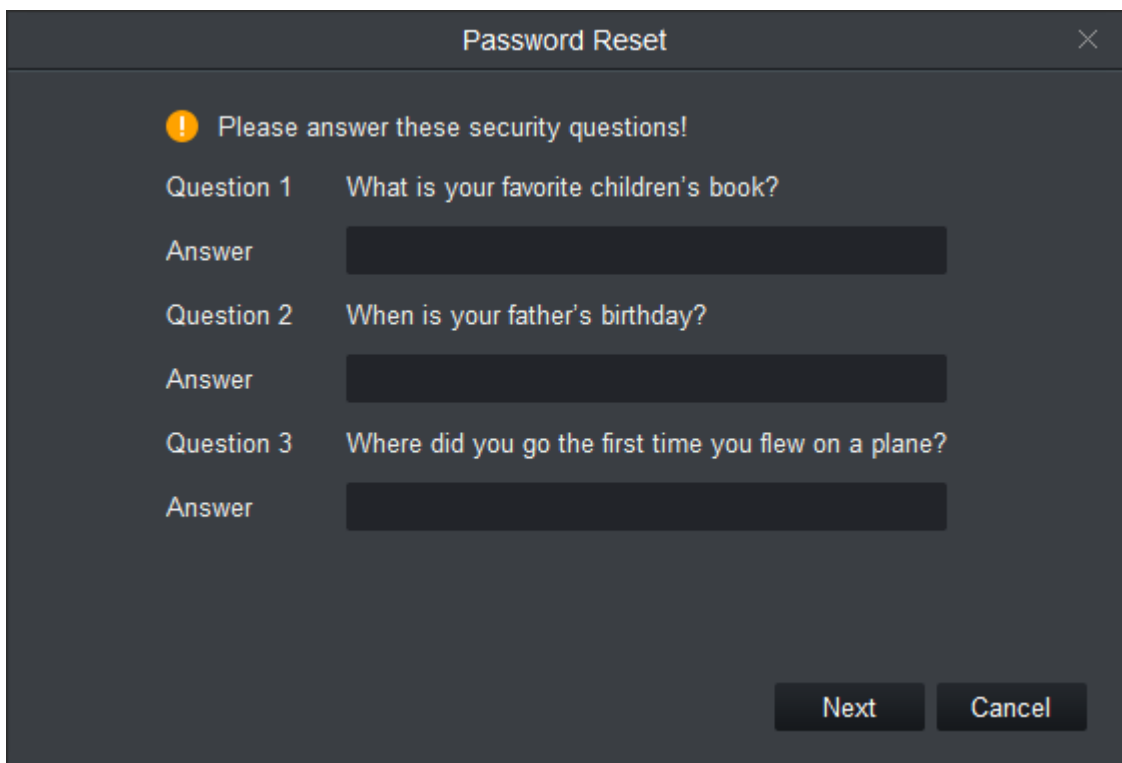 Password Reset
Please answer these security questions!
Question 1 What is your favorite children's book?
Answer
Question 2 When is your father's birthday?
Answer
Question 3 Where did you go the first time you flew on a plane?
Answer
Next Cancel